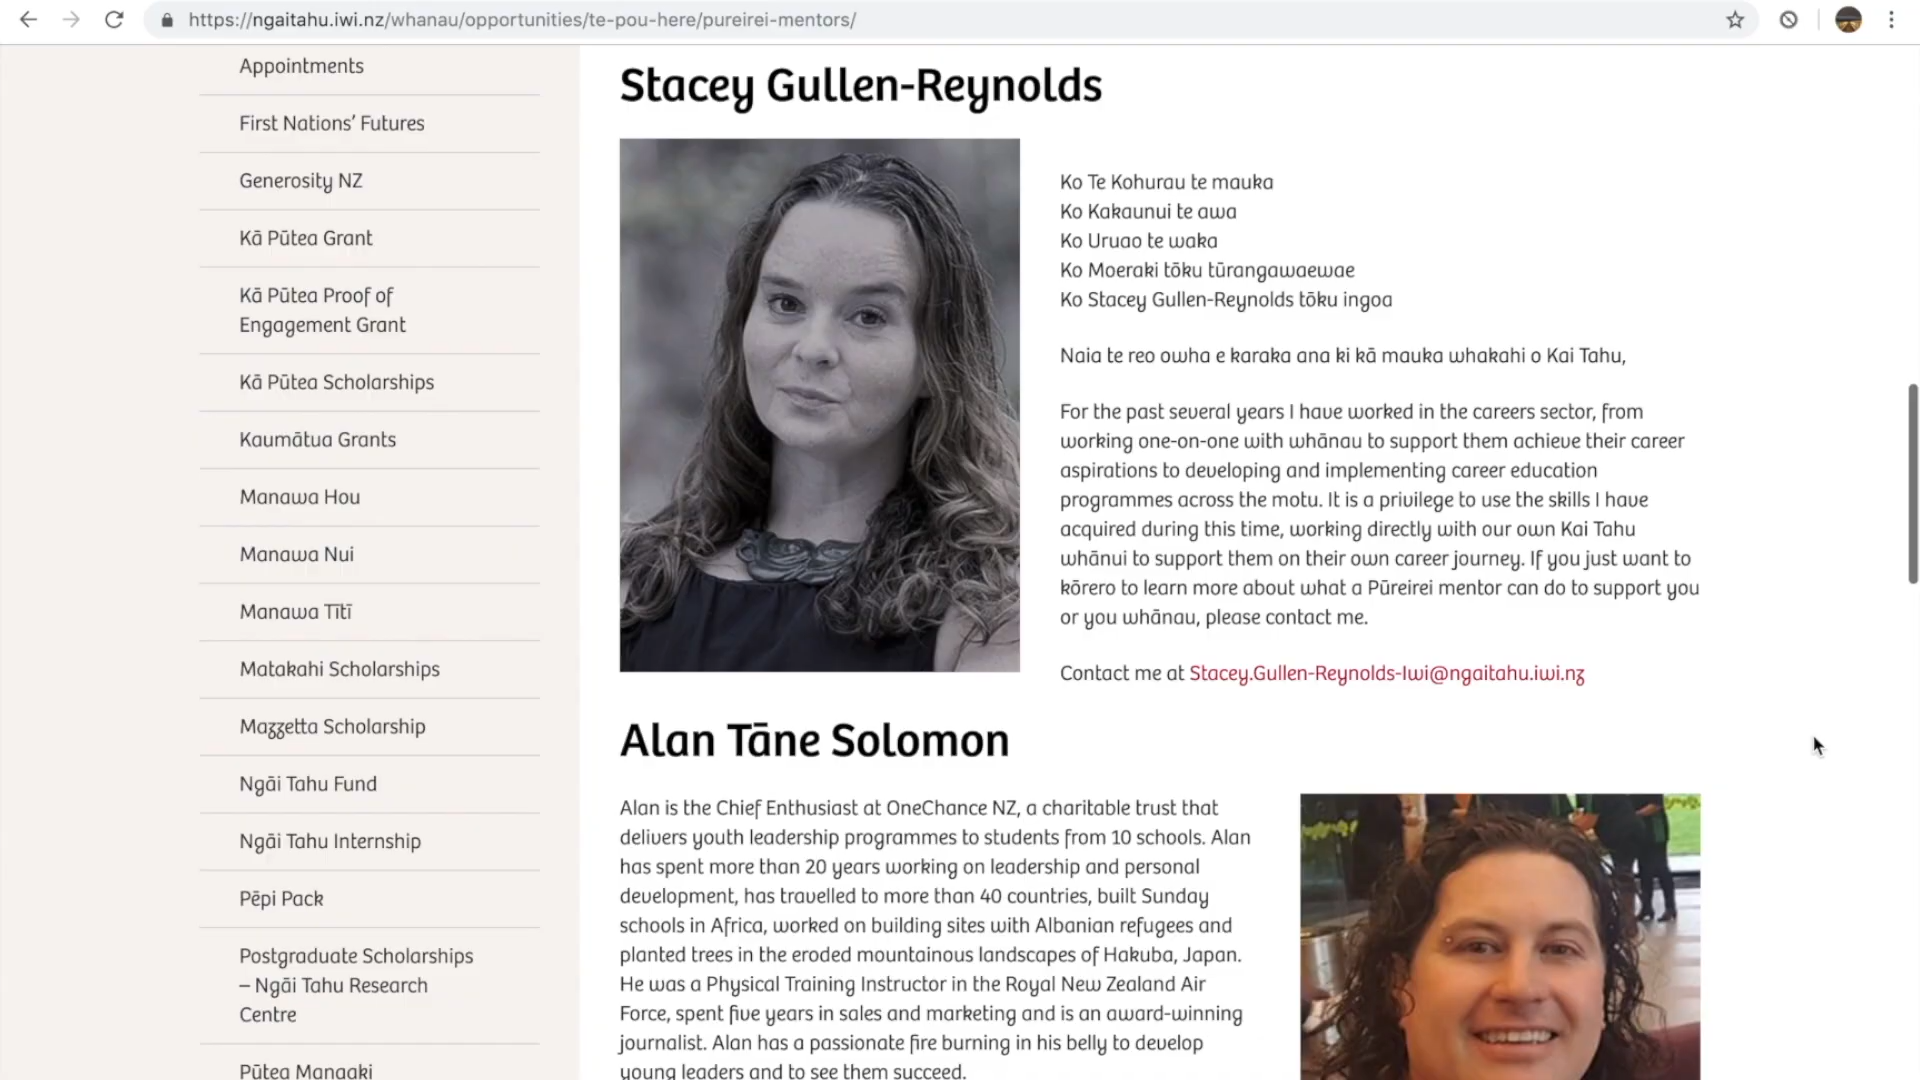 https://ngaitahu.iwi.nz/whanau/opportunities/te-pou-here/pureirei-mentors/
Appointments
First Nations’ Futures
Generosity NZ
Kā Pūtea Grant
Kā Pūtea Proof of
Engagement Grant
Kā Pūtea Scholarships
Kaumātua Grants
Manawa Hou
Manawa Nui
Manawa Tītī
Matakahi Scholarships
Mazzetta Scholarship
Ngāi Tahu Fund
Ngāi Tahu Internship
Pēpi Pack
Postgraduate Scholarships
– Ngāi Tahu Research
Centre
Pūtea Manaaki
Stacey Gullen-Reynolds
Ko Te Kohurau te mauka
Ko Kakaunui te awa
Ko Uruao te waka
Ko Moeraki tōku tūrangawaewae
Ko Stacey Gullen-Reynolds tōku ingoa
Naia te reo owha e karaka ana ki kā mauka whakahi o Kai Tahu,
For the past several years I have worked in the careers sector, from
working one-on-one with whānau to support them achieve their career
aspirations to developing and implementing career education
programmes across the motu. It is a privilege to use the skills I have
acquired during this time, working directly with our own Kai Tahu
whānui to support them on their own career journey. If you just want to
kōrero to learn more about what a Pūreirei mentor can do to support you
or you whānau, please contact me.
Contact me at Stacey.Gullen-Reynolds-Iwi@ngaitahu.iwi.nz
Alan Tāne Solomon
Alan is the Chief Enthusiast at OneChance NZ, a charitable trust that
delivers youth leadership programmes to students from 10 schools. Alan
has spent more than 20 years working on leadership and personal
development, has travelled to more than 40 countries, built Sunday
schools in Africa, worked on building sites with Albanian refugees and
planted trees in the eroded mountainous landscapes of Hakuba, Japan.
He was a Physical Training Instructor in the Royal New Zealand Air
Force, spent five years in sales and marketing and is an award-winning
journalist. Alan has a passionate fire burning in his belly to develop
young leaders and to see them succeed.